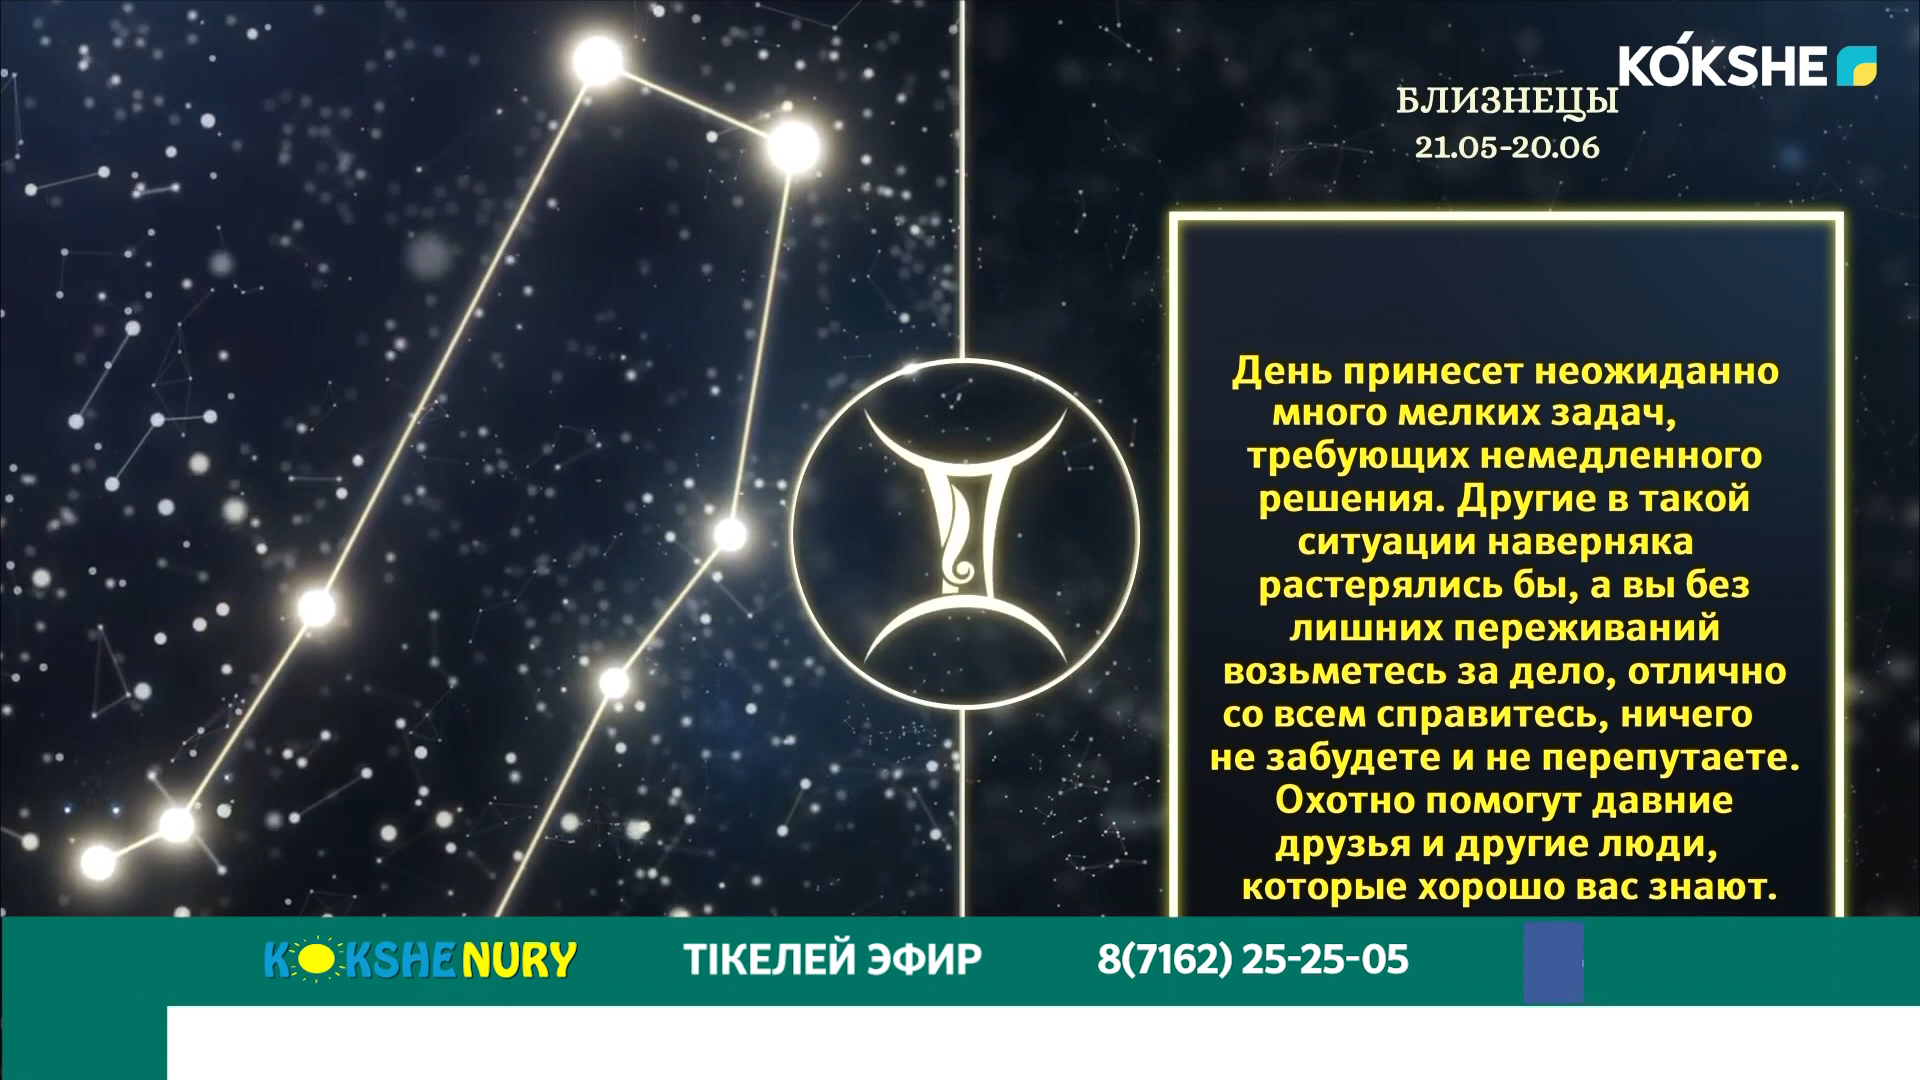 KÓKSHE
БЛИЗНЕЦЫ
21.05-20.06
День принесет неожиданно
много мелких задач,
требующих немедленного
решения. Другие в такой
ситуации наверняка
растерялись бы, а вы без
лишних переживаний
возьметесь за дело, отлично
со всем справитесь, ничего
не забудете и не перепутаете.
Охотно помогут давние
друзья и другие люди,
которые хорошо вас знают.
KOKSHE NURY ТІКЕЛЕЙ ЭФИР 8(7162) 25-25-05